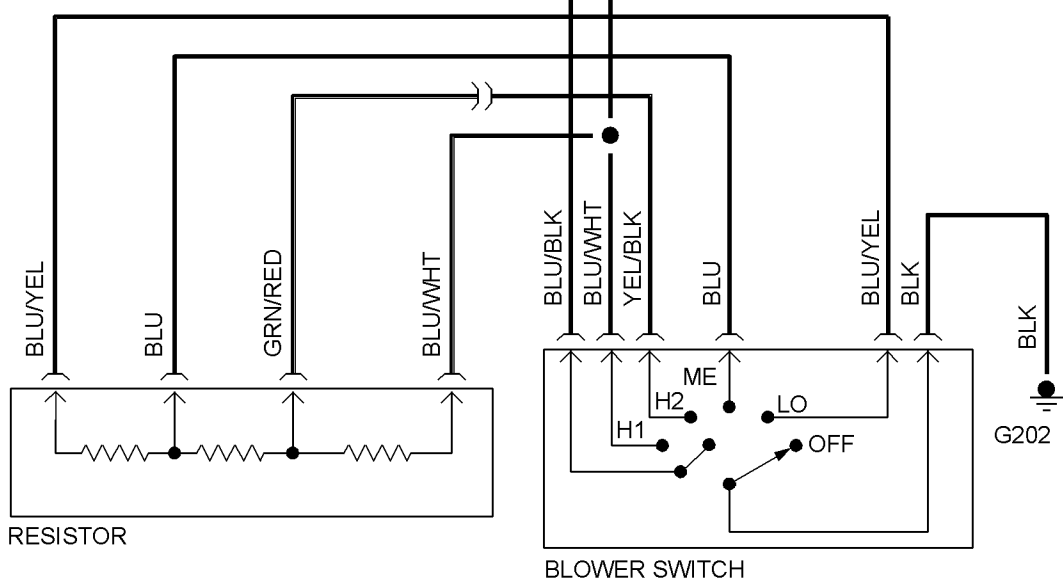 BLU/YEL
BLU
GRN/RED
BLU/WHT
BLU/BLK
BLU/WHT
YEL/BLK
BLU
BLU/YEL
BLK
BLK
ME
H2
LO
H1
OFF
G202
RESISTOR
BLOWER SWITCH